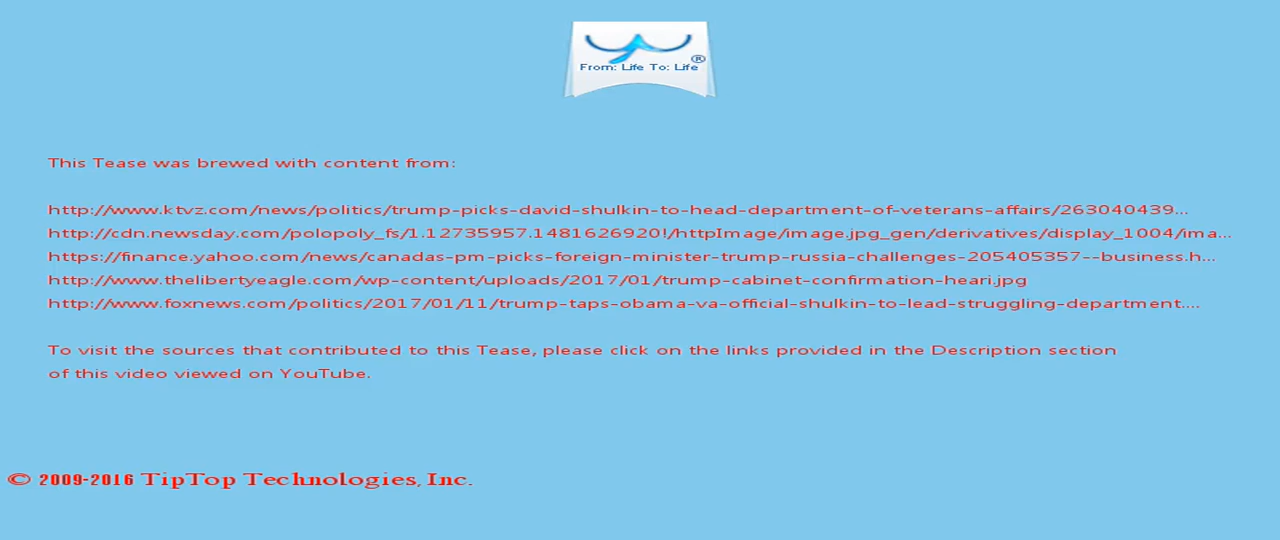 From: Life To: Life®
This Tease was brewed with content from:
http://www.ktvz.com/news/politics/trump-picks-david-shulkin-to-head-department-of-veterans-affairs/263040439...
http://cdn.newsday.com/polopoly_fs/1.12735957.1481626920!/httpImage/image.jpg_gen/derivatives/display_1004/ima...
https://finance.yahoo.com/news/canadas-pm-picks-foreign-minister-trump-russia-challenges-205405357--business.h...
http://www.thelibertyeagle.com/wp-content/uploads/2017/01/trump-cabinet-confirmation-heari.jpg
http://www.foxnews.com/politics/2017/01/11/trump-taps-obama-va-official-shulkin-to-lead-struggling-department....
To visit the sources that contributed to this Tease, please click on the links provided in the Description section
of this video viewed on YouTube.
© 2009-2016 TipTop Technologies, Inc.